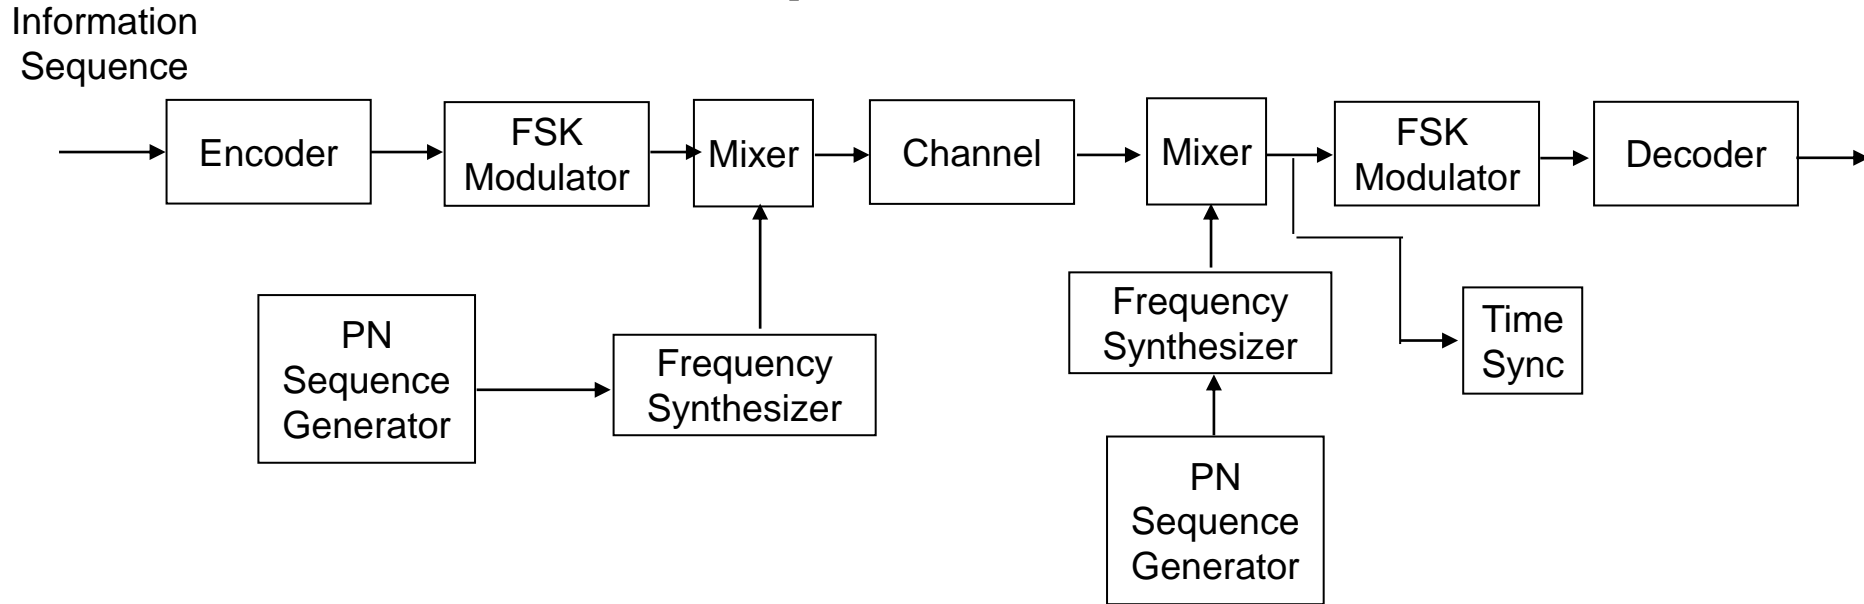 Information
Sequence
Encoder
FSK
Modulator
Mixer
Channel
Mixer
FSK
Modulator
Decoder
PN
Sequence
Generator
Frequency
Synthesizer
Frequency
Synthesizer
Time
Sync
PN
Sequence
Generator